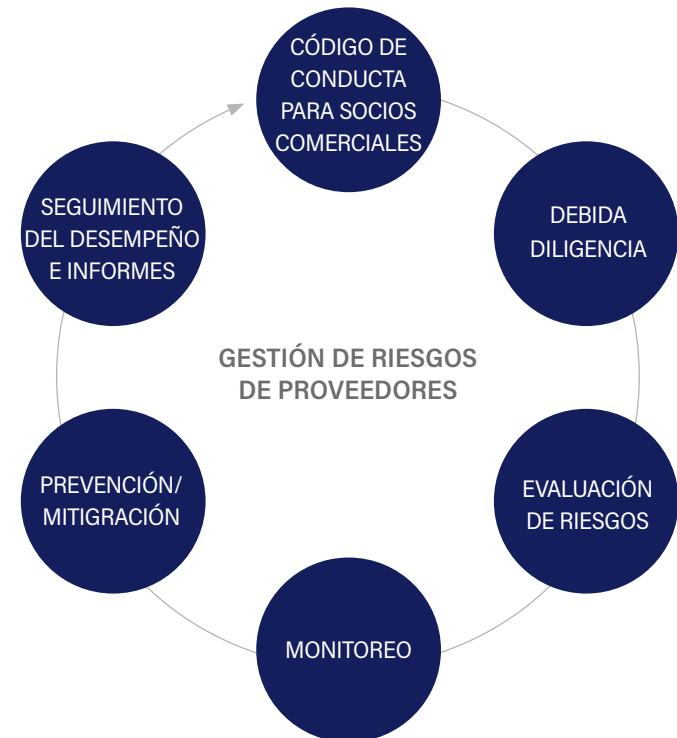 CÓDIGO DE
CONDUCTA
PARA SOCIOS
COMERCIALES
DEBIDA
DILIGENCIA
EVALUACIÓN
DE RIESGOS
MONITOREO
PREVENCIÓN/
MITIGRACIÓN
SEGUIMIENTO
DEL DESEMPEÑO
E INFORMES
GESTIÓN DE RIESGOS
DE PROVEEDORES